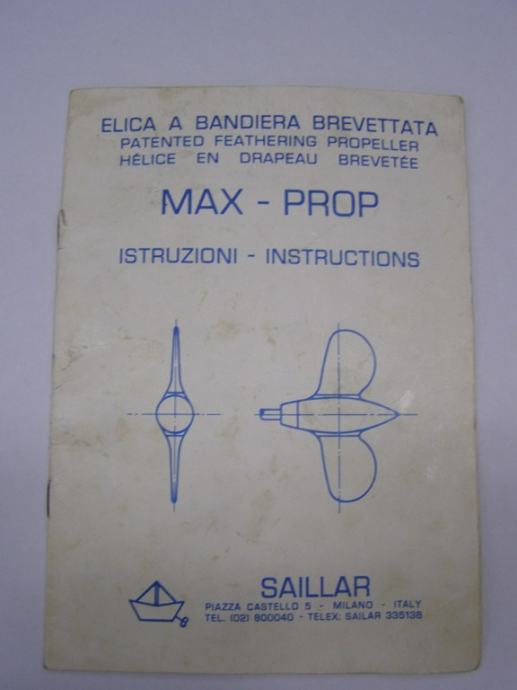 ELICA A BANDIERA BREVETTATA
PATENTED FEATHERING PROPELLER
HÉLICE EN DRAPEAU BREVETÉE
MAX - PROP
ISTRUZIONI - INSTRUCTIONS
SAILLAR
PIAZZA CASTELLO 5 - MILANO - ITALY
TEL. (02) 800040 - TELEX: SAILAR 335138